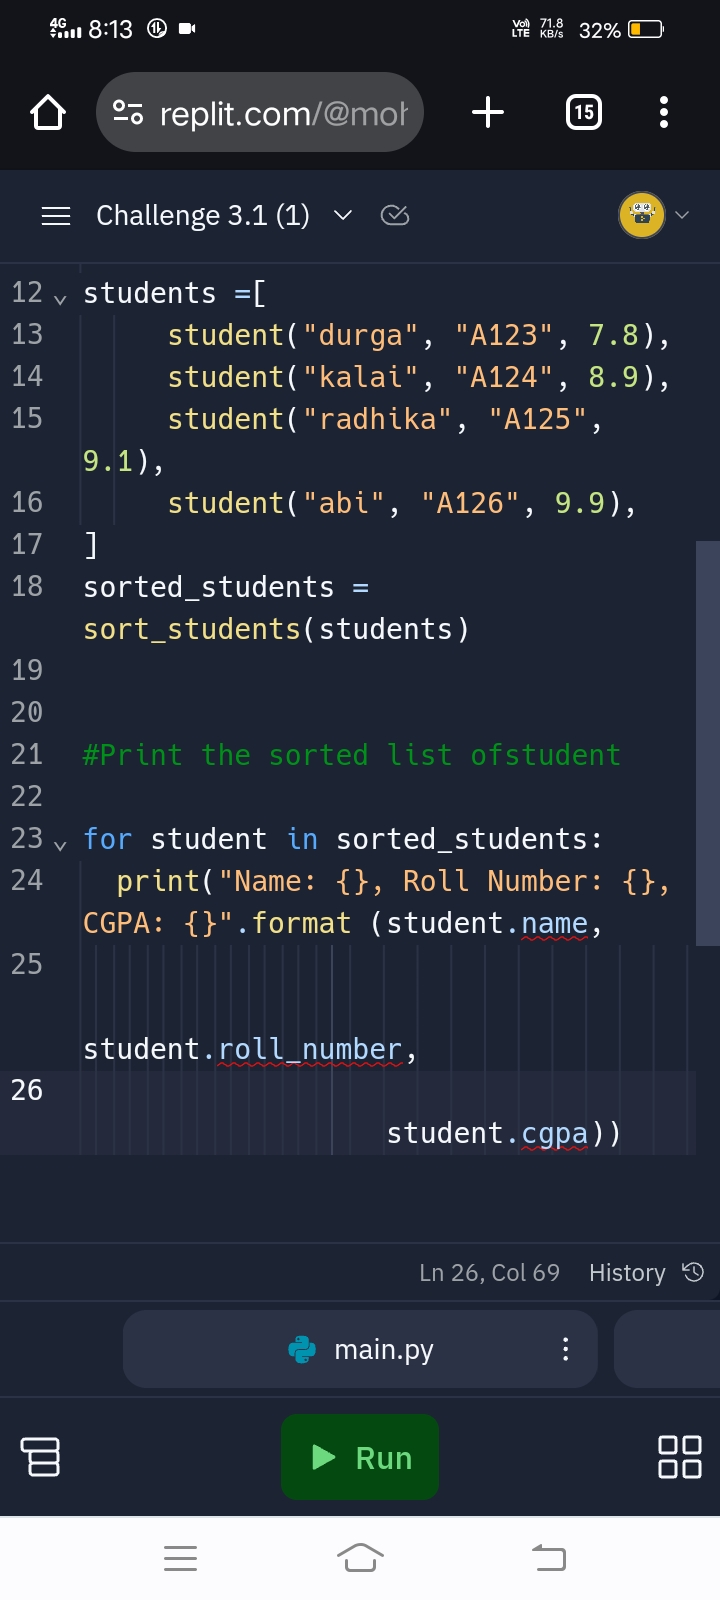 4G 8:13 Vo) LTE 71.8 KB/s 32%
replit.com/@moh 15
Challenge 3.1 (1)
12 students =[
13 student("durga", "A123", 7.8),
14 student("kalai", "A124", 8.9),
15 student("radhika", "A125",
9.1),
16 student("abi", "A126", 9.9),
17 ]
18 sorted_students =
sort_students(students)
19
20
21 #Print the sorted list ofstudent
22
23 for student in sorted_students:
24 print("Name: {}, Roll Number: {},
CGPA: {}".format (student.name,
25
student.roll_number,
26
student.cgpa))
Ln 26, Col 69 History
main.py
Run